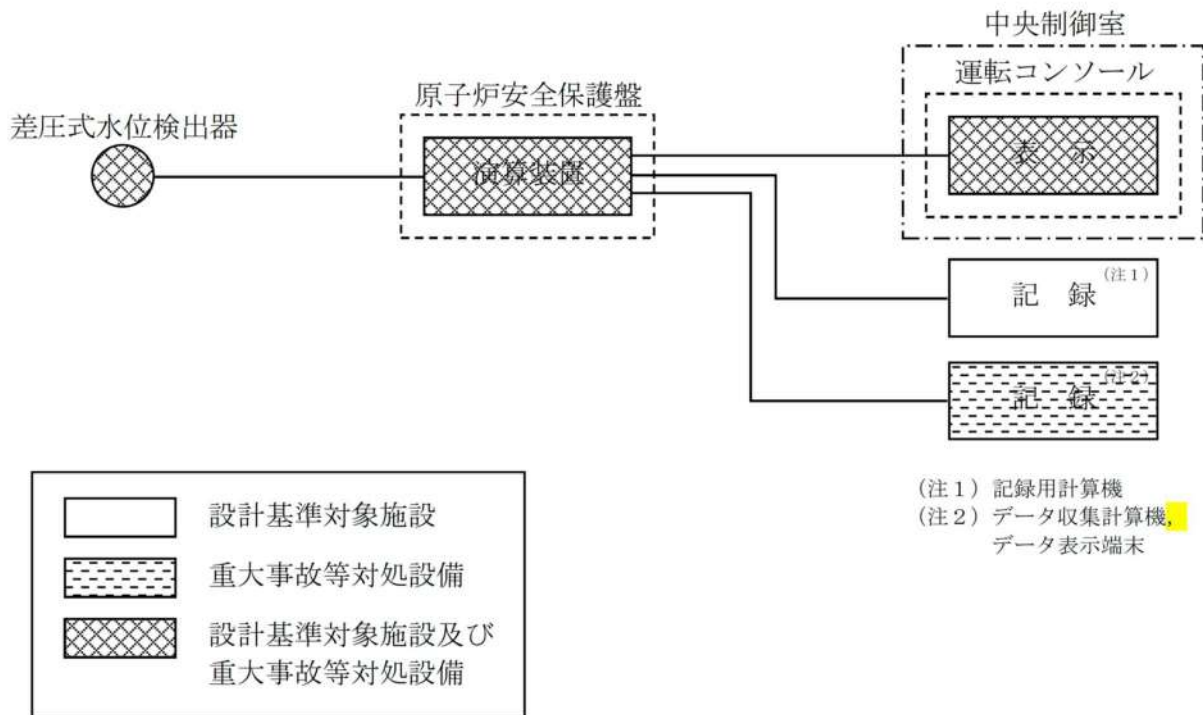 中央制御室
運転コンソール
原子炉安全保護盤
差圧式水位検出器
演算装置
表 示
記 録 (注1)
記 録 (注2)
(注1) 記録用計算機
(注2) データ収集計算機,
データ表示端末
設計基準対象施設
重大事故等対処設備
設計基準対象施設及び
重大事故等対処設備